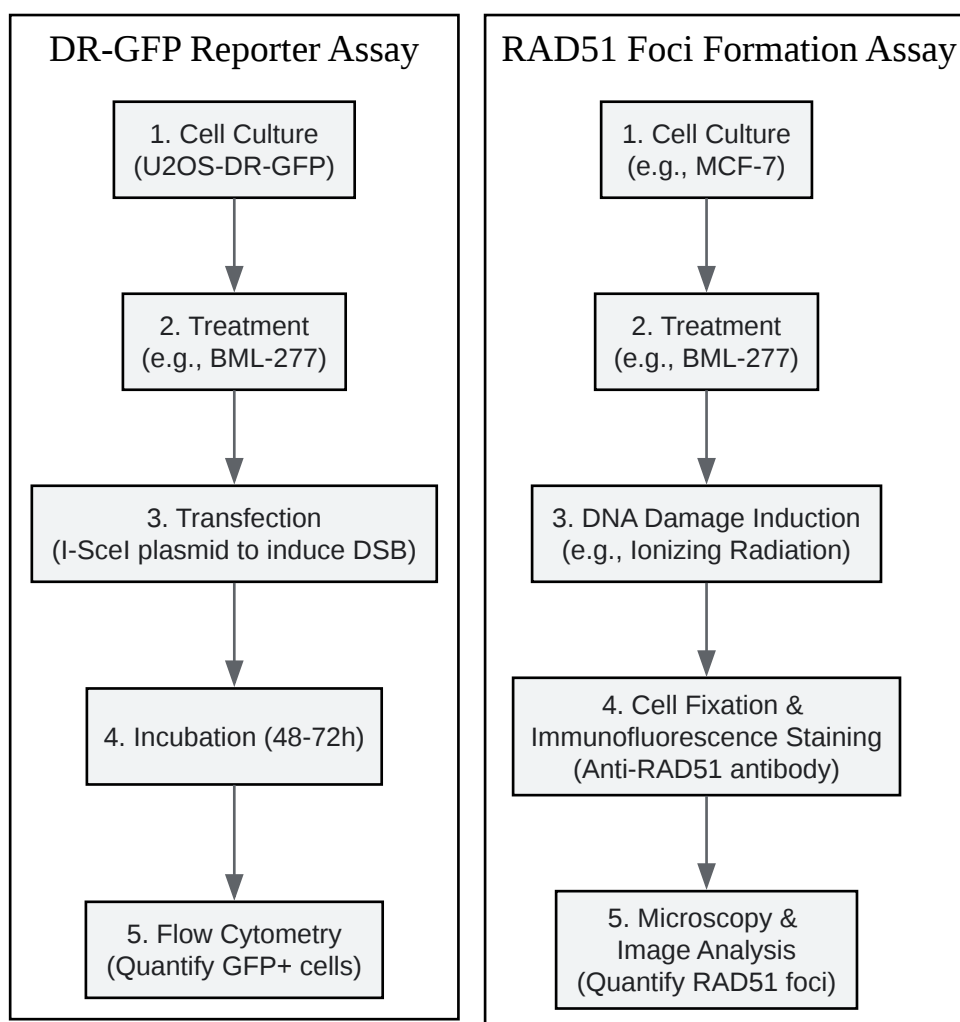 DR-GFP Reporter Assay
1. Cell Culture
(U2OS-DR-GFP)
2. Treatment
(e.g., BML-277)
3. Transfection
(I-SceI plasmid to induce DSB)
4. Incubation (48-72h)
5. Flow Cytometry
(Quantify GFP+ cells)
RAD51 Foci Formation Assay
1. Cell Culture
(e.g., MCF-7)
2. Treatment
(e.g., BML-277)
3. DNA Damage Induction
(e.g., Ionizing Radiation)
4. Cell Fixation &
Immunofluorescence Staining
(Anti-RAD51 antibody)
5. Microscopy &
Image Analysis
(Quantify RAD51 foci)